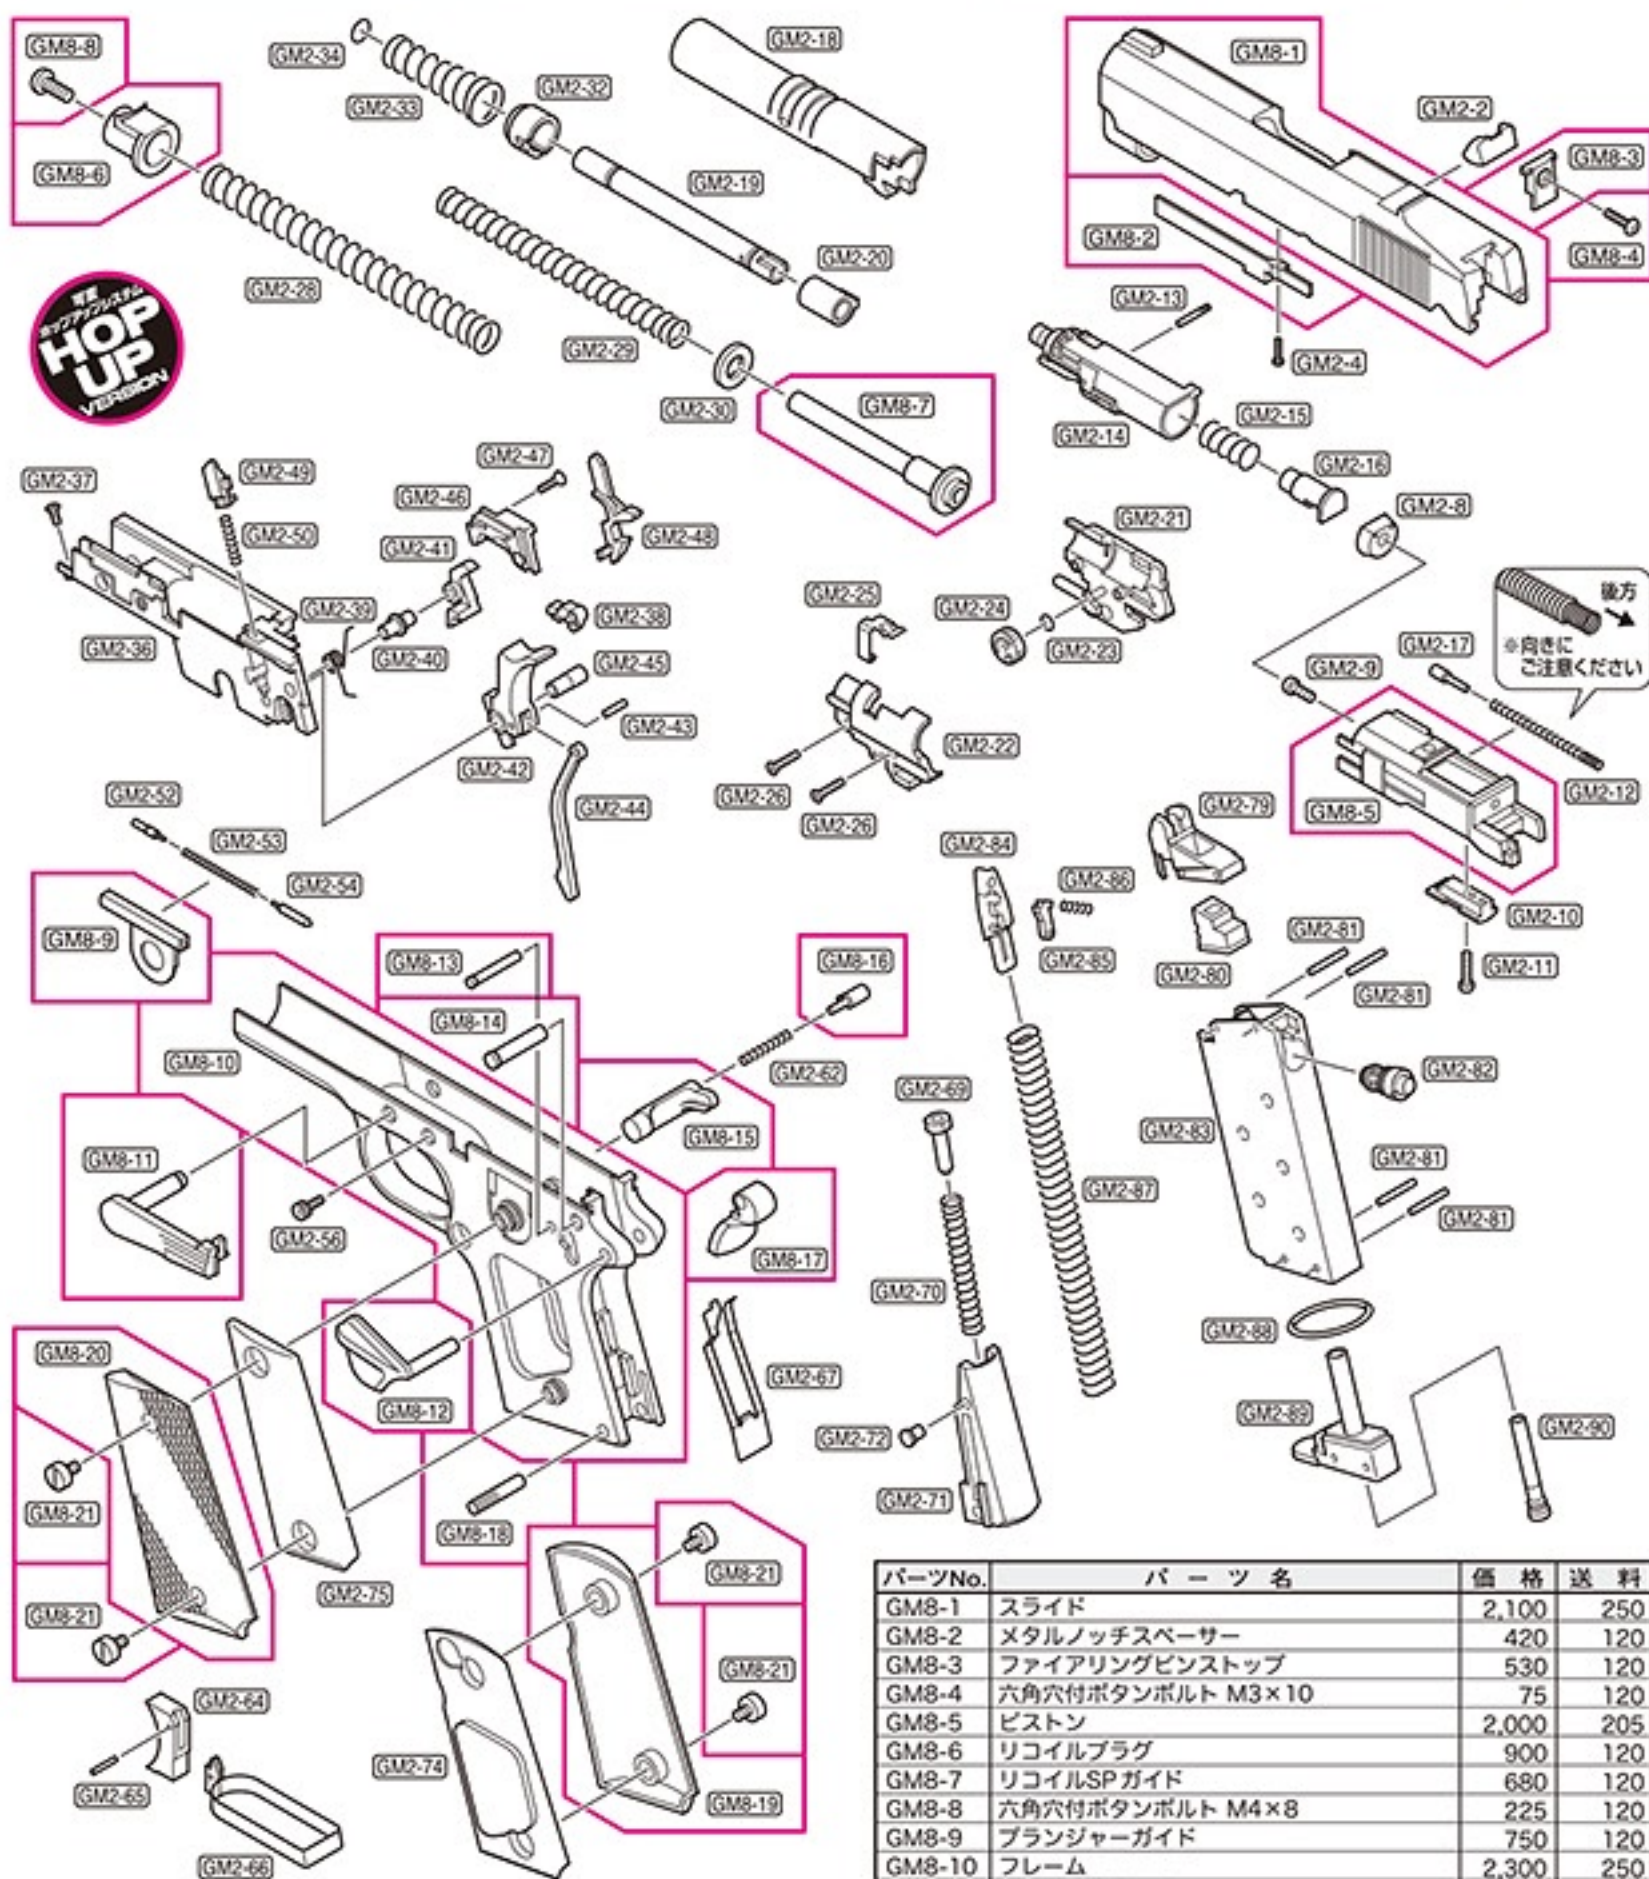 GM8-8
GM2-34
GM2-33
GM2-32
GM2-18
GM8-1
GM2-2
GM8-3
GM8-6
GM2-19
GM8-2
GM8-4
GM2-28
GM2-20
GM2-13
GM2-29
GM2-4
可変
ホップアップシステム
HOP
UP
VERSION
GM2-30
GM8-7
GM2-14
GM2-15
GM2-16
GM2-8
GM2-37
GM2-49
GM2-47
GM2-46
GM2-50
GM2-41
GM2-48
GM2-21
GM2-39
GM2-38
GM2-25
GM2-24
GM2-36
GM2-40
GM2-45
GM2-23
後方
※向きに
ご注意ください
GM2-17
GM2-9
GM2-43
GM2-42
GM2-22
GM2-44
GM2-26
GM2-26
GM8-5
GM2-12
GM2-52
GM2-53
GM2-54
GM2-84
GM2-79
GM2-86
GM2-10
GM8-9
GM8-13
GM8-16
GM2-85
GM2-80
GM2-81
GM2-11
GM2-81
GM8-14
GM8-10
GM2-62
GM2-69
GM2-82
GM8-15
GM2-83
GM8-11
GM2-81
GM2-87
GM2-81
GM2-56
GM8-17
GM2-70
GM2-88
GM8-20
GM2-67
GM8-12
GM2-89
GM2-90
GM2-72
GM8-21
GM8-18
GM2-71
GM8-21
GM2-75
GM8-21
GM8-21
GM2-64
GM2-74
GM2-65
GM8-19
GM2-66
パーツNo. パーツ名 価格 送料
GM8-1 スライド 2,100 250
GM8-2 メタルノッチスペーサー 420 120
GM8-3 ファイアリングピンストップ 530 120
GM8-4 六角穴付ボタンボルト M3×10 75 120
GM8-5 ピストン 2,000 205
GM8-6 リコイルプラグ 900 120
GM8-7 リコイルSPガイド 680 120
GM8-8 六角穴付ボタンボルト M4×8 225 120
GM8-9 プランジャーガイド 750 120
GM8-10 フレーム 2,300 250